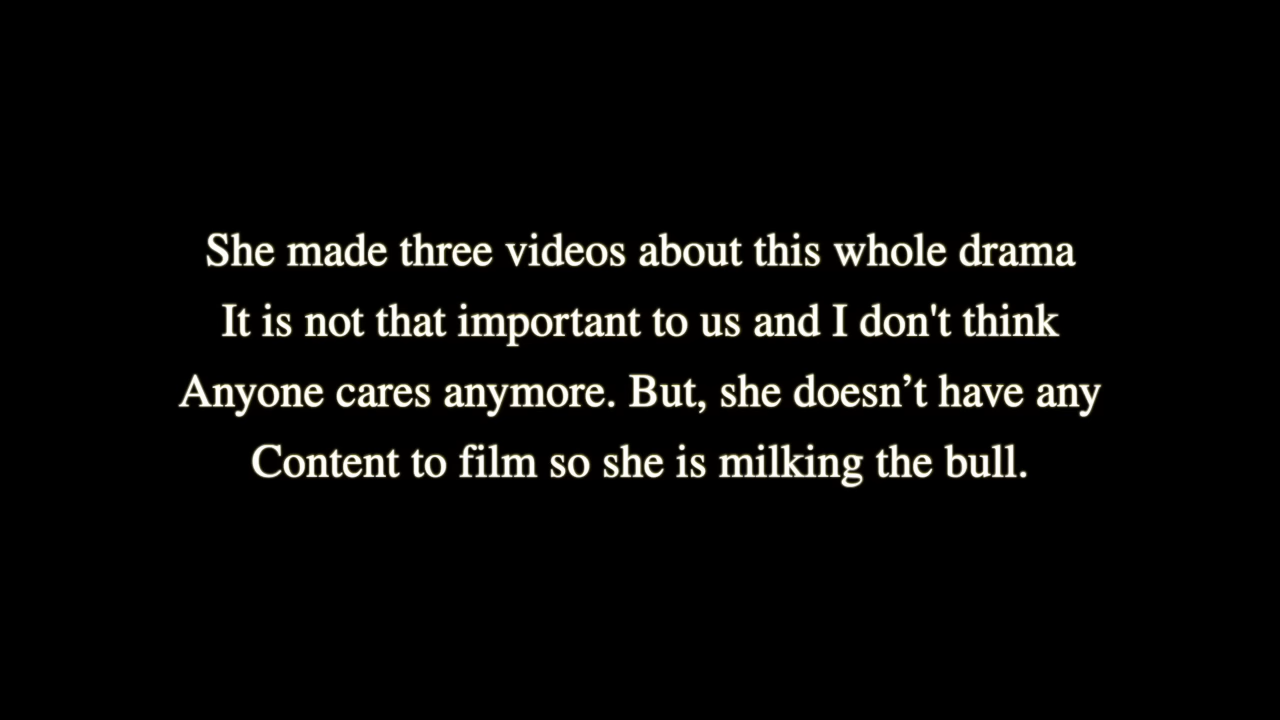 She made three videos about this whole drama
It is not that important to us and I don't think
Anyone cares anymore. But, she doesn’t have any
Content to film so she is milking the bull.